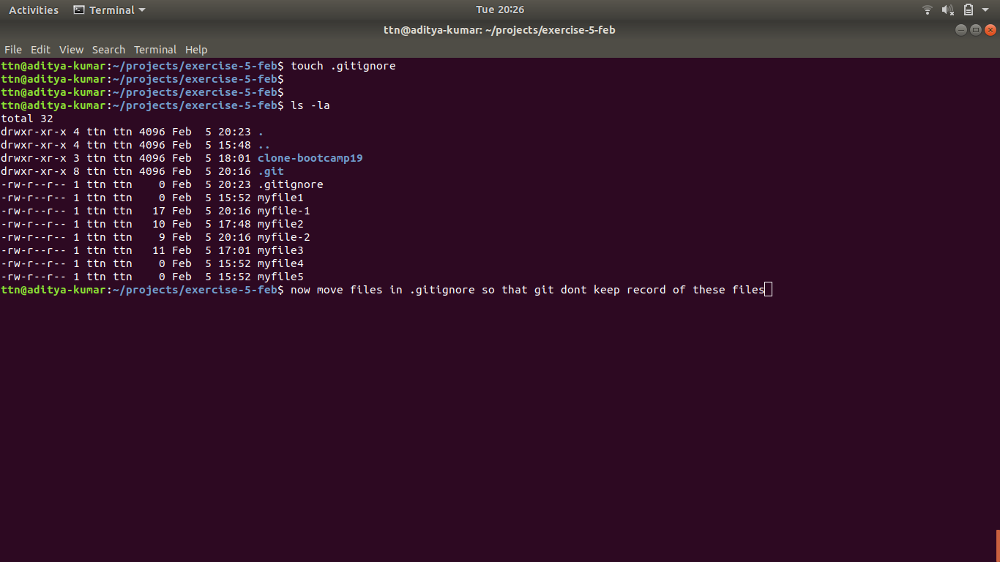 Activities Terminal Tue 20:26
ttn@aditya-kumar: ~/projects/exercise-5-feb
File Edit View Search Terminal Help
ttn@aditya-kumar:~/projects/exercise-5-feb$ touch .gitignore
ttn@aditya-kumar:~/projects/exercise-5-feb$
ttn@aditya-kumar:~/projects/exercise-5-feb$
ttn@aditya-kumar:~/projects/exercise-5-feb$ ls -la
total 32
drwxr-xr-x 4 ttn ttn 4096 Feb  5 20:23 .
drwxr-xr-x 4 ttn ttn 4096 Feb  5 15:48 ..
drwxr-xr-x 3 ttn ttn 4096 Feb  5 18:01 clone-bootcamp19
drwxr-xr-x 8 ttn ttn 4096 Feb  5 20:16 .git
-rw-r--r-- 1 ttn ttn    0 Feb  5 20:23 .gitignore
-rw-r--r-- 1 ttn ttn    0 Feb  5 15:52 myfile1
-rw-r--r-- 1 ttn ttn   17 Feb  5 20:16 myfile-1
-rw-r--r-- 1 ttn ttn   10 Feb  5 17:48 myfile2
-rw-r--r-- 1 ttn ttn    9 Feb  5 20:16 myfile-2
-rw-r--r-- 1 ttn ttn   11 Feb  5 17:01 myfile3
-rw-r--r-- 1 ttn ttn    0 Feb  5 15:52 myfile4
-rw-r--r-- 1 ttn ttn    0 Feb  5 15:52 myfile5
ttn@aditya-kumar:~/projects/exercise-5-feb$ now move files in .gitignore so that git dont keep record of these files